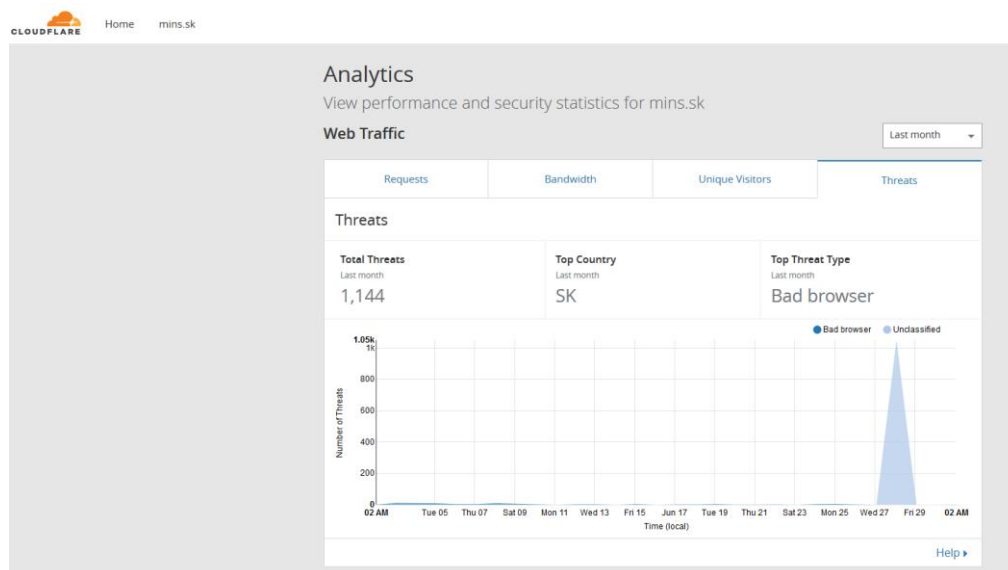 CLOUDFLARE
Home mins.sk
Analytics
View performance and security statistics for mins.sk
Web Traffic
Last month
Requests Bandwidth Unique Visitors Threats
Threats
Total Threats Top Country Top Threat Type
Last month Last month Last month
1,144 SK Bad browser
Bad browser Unclassified
1.05k
1k
800
600
400
200
0
Number of Threats
02 AM Tue 05 Thu 07 Sat 09 Mon 11 Wed 13 Fri 15 Jun 17 Tue 19 Thu 21 Sat 23 Mon 25 Wed 27 Fri 29 02 AM
Time (local)
Help